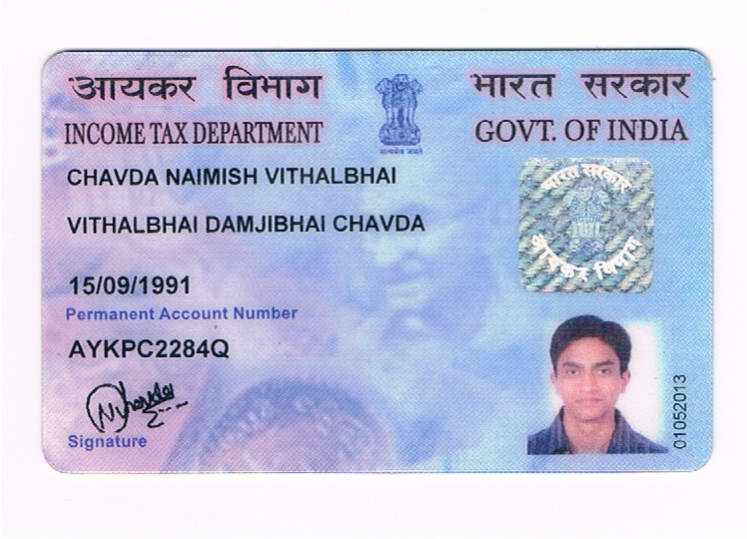 आयकर विभाग
INCOME TAX DEPARTMENT
सत्यमेव जयते
भारत सरकार
GOVT. OF INDIA
CHAVDA NAIMISH VITHALBHAI
VITHALBHAI DAMJIBHAI CHAVDA
भारत सरकार
आयकर विभाग
15/09/1991
Permanent Account Number
AYKPC2284Q
Signature
01052013